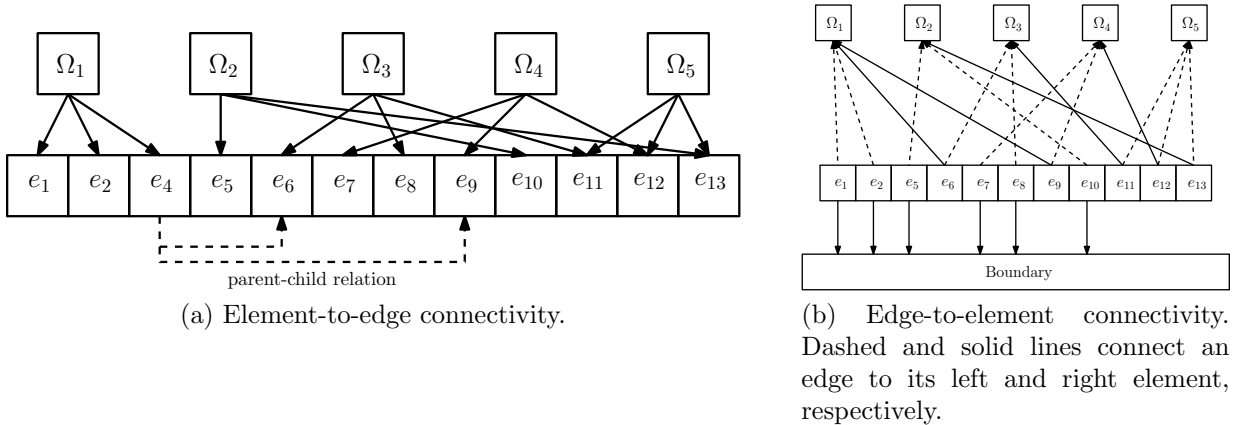 Ω1 Ω2 Ω3 Ω4 Ω5
e1 e2 e4 e5 e6 e7 e8 e9 e10 e11 e12 e13
parent-child relation
(a) Element-to-edge connectivity.
Ω1 Ω2 Ω3 Ω4 Ω5
e1 e2 e5 e6 e7 e8 e9 e10 e11 e12 e13
Boundary
(b) Edge-to-element connectivity.
Dashed and solid lines connect an
edge to its left and right element,
respectively.